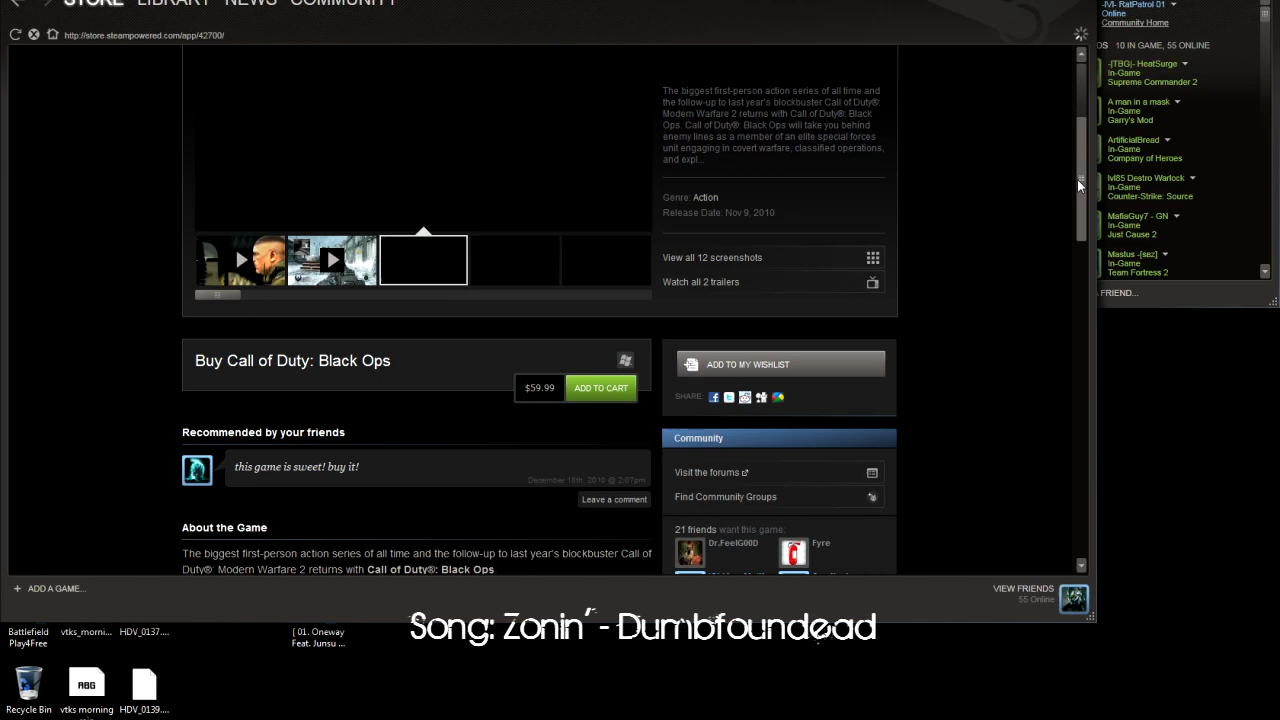 STORE LIBRARY NEWS COMMUNITY
http://store.steampowered.com/app/42700/
The biggest first-person action series of all time and
the follow-up to last year's blockbuster Call of Duty®:
Modern Warfare 2 returns with Call of Duty®: Black
Ops. Call of Duty®: Black Ops will take you behind
enemy lines as a member of an elite special forces
unit engaging in covert warfare, classified operations,
and expl...
Genre: Action
Release Date: Nov 9, 2010
View all 12 screenshots
Watch all 2 trailers
Buy Call of Duty: Black Ops
$59.99
ADD TO CART
Recommended by your friends
this game is sweet! buy it!
December 18th, 2010 @ 2:07pm
Leave a comment
About the Game
The biggest first-person action series of all time and the follow-up to last year's blockbuster Call of
Duty®: Modern Warfare 2 returns with Call of Duty®: Black Ops.
ADD TO MY WISHLIST
SHARE:
Community
Visit the forums
Find Community Groups
21 friends want this game:
Dr.FeelG00D
Fyre
+ ADD A GAME...
VIEW FRIENDS
55 Online
-IVI- RatPatrol 01
Online
Community Home
DS 10 IN GAME, 55 ONLINE
-|TBG|- HeatSurge
In-Game
Supreme Commander 2
A man in a mask
In-Game
Garry's Mod
ArtificialBread
In-Game
Company of Heroes
lvl85 Destro Warlock
In-Game
Counter-Strike: Source
MafiaGuy7 - GN
In-Game
Just Cause 2
Mastus -[sez]-
In-Game
Team Fortress 2
A FRIEND...
Song: Zonin' - Dumbfoundead
Battlefield
Play4Free
vtks_morni...
HDV_0137....
[ 01. Oneway
Feat. Junsu ...
ABG
Recycle Bin
vtks morning
HDV_0139....